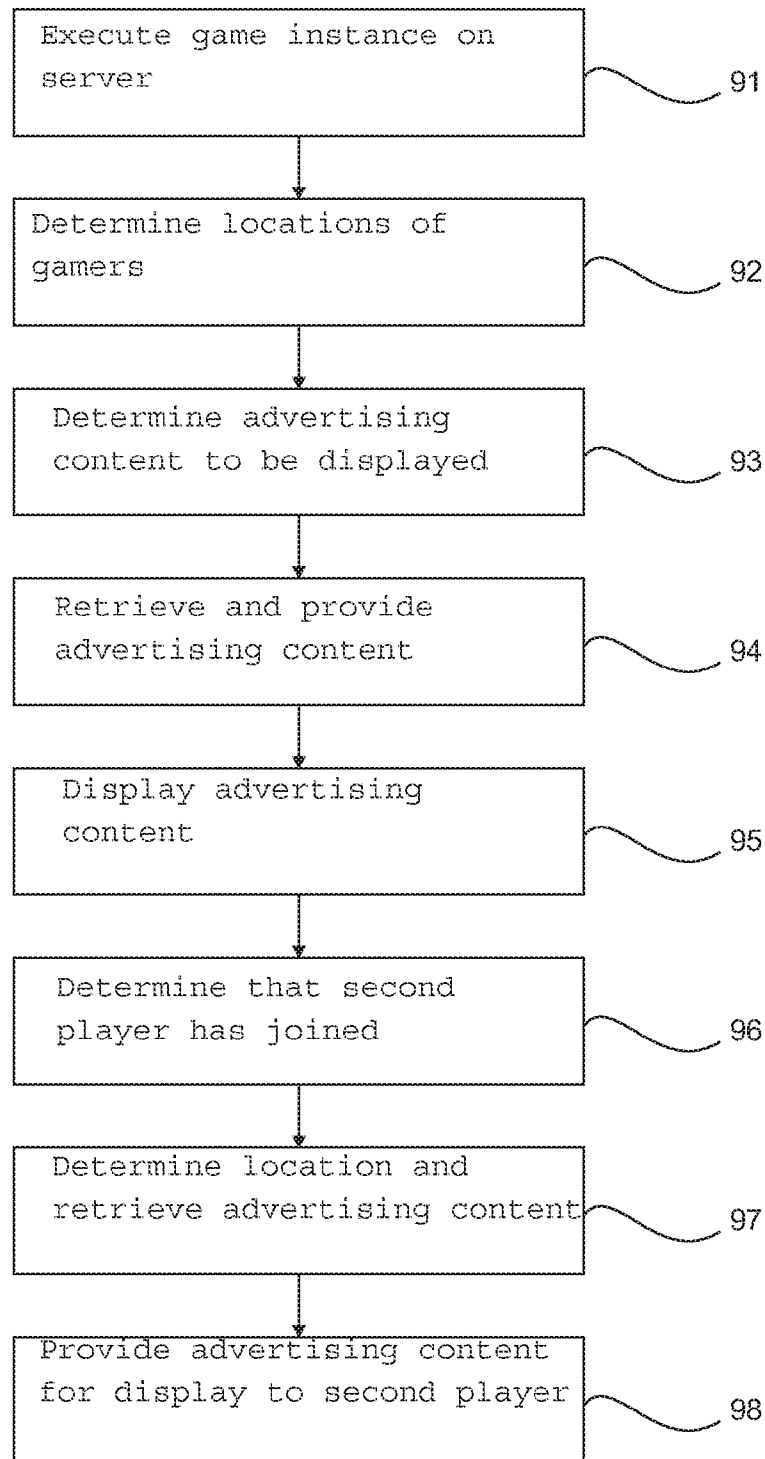 Execute game instance on
server
91
Determine locations of
gamers
92
Determine advertising
content to be displayed
93
Retrieve and provide
advertising content
94
Display advertising
content
95
Determine that second
player has joined
96
Determine location and
retrieve advertising content
97
Provide advertising content
for display to second player
98